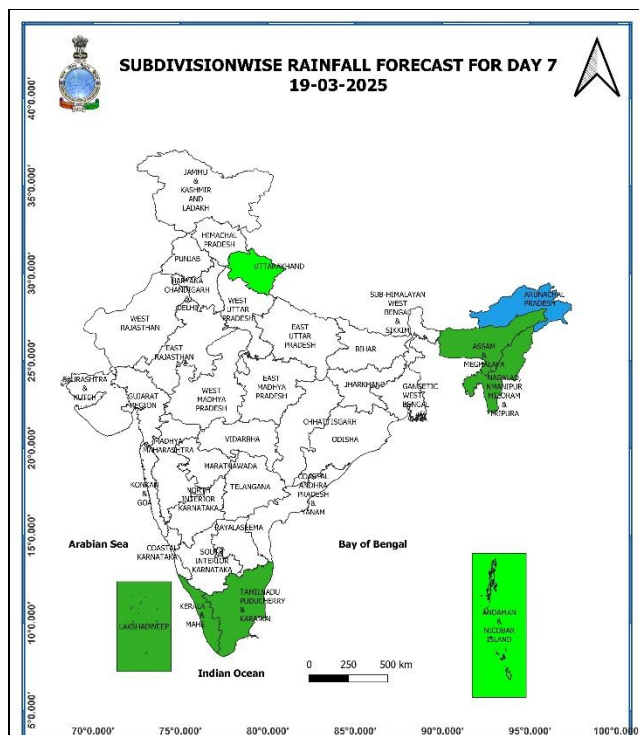 SUBDIVISIONWISE RAINFALL FORECAST FOR DAY 7
19-03-2025
40°0.000'
35°0.000'
30°0.000'
25°0.000'
20°0.000'
15°0.000'
10°0.000'
5°0.000'
JAMMU
&
KASHMIR
AND
LADAKH
HIMACHAL
PRADESH
PUNJAB
UTTARAKHAND
HARYANA
CHANDIGARH
&
DELHI
WEST
UTTAR
PRADESH
WEST
RAJASTHAN
EAST
RAJASTHAN
EAST
UTTAR
PRADESH
SUB-HIMALAYAN
WEST
BENGAL
&
SIKKIM
ARUNACHAL
PRADESH
ASSAM
&
MEGHALAYA
NAGALAND
MANIPUR
MIZORAM
&
TRIPURA
BIHAR
JHARKHAND
GANGETIC
WEST
BENGAL
SAURASHTRA
&
KUTCH
GUJARAT
REGION
WEST
MADHYA
PRADESH
EAST
MADHYA
PRADESH
CHHATTISGARH
ODISHA
MADHYA
MAHARASHTRA
VIDARBHA
MARATHWADA
KONKAN
&
GOA
TELANGANA
NORTH
INTERIOR
KARNATAKA
COASTAL
ANDHRA
PRADESH
&
YANAM
RAYALASEEMA
COASTAL
KARNATAKA
SOUTH
INTERIOR
KARNATAKA
Arabian Sea
Bay of Bengal
TAMILNADU
PUDUCHERRY
&
KARAIKAL
KERALA
&
MAHE
LAKSHADWEEP
ANDAMAN
&
NICOBAR
ISLAND
Indian Ocean
0 250 500 km
70°0.000' 75°0.000' 80°0.000' 85°0.000' 90°0.000' 95°0.000' 100°0.000'